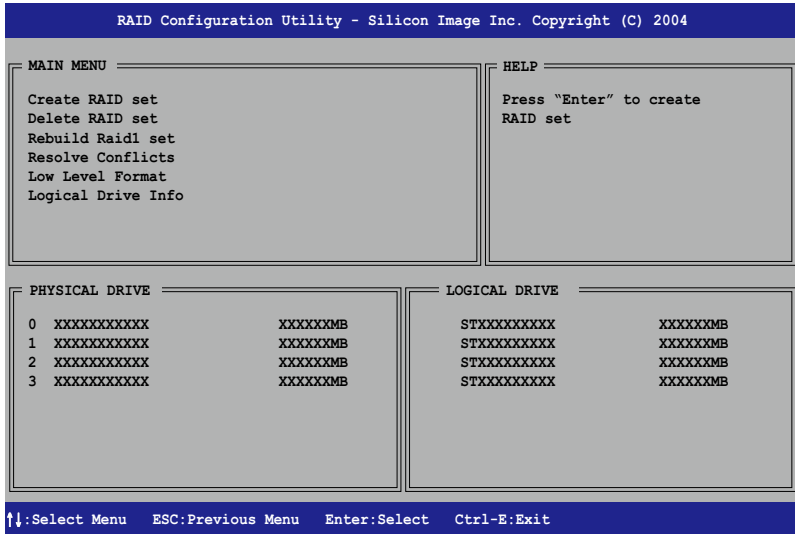 RAID Configuration Utility - Silicon Image Inc. Copyright (C) 2004
MAIN MENU
Create RAID set
Delete RAID set
Rebuild Raid1 set
Resolve Conflicts
Low Level Format
Logical Drive Info
HELP
Press “Enter” to create
RAID set
PHYSICAL DRIVE
0 XXXXXXXXXXX XXXXXXMB
1 XXXXXXXXXXX XXXXXXMB
2 XXXXXXXXXXX XXXXXXMB
3 XXXXXXXXXXX XXXXXXMB
LOGICAL DRIVE
STXXXXXXXXX XXXXXXMB
STXXXXXXXXX XXXXXXMB
STXXXXXXXXX XXXXXXMB
STXXXXXXXXX XXXXXXMB
↑↓:Select Menu ESC:Previous Menu Enter:Select Ctrl-E:Exit